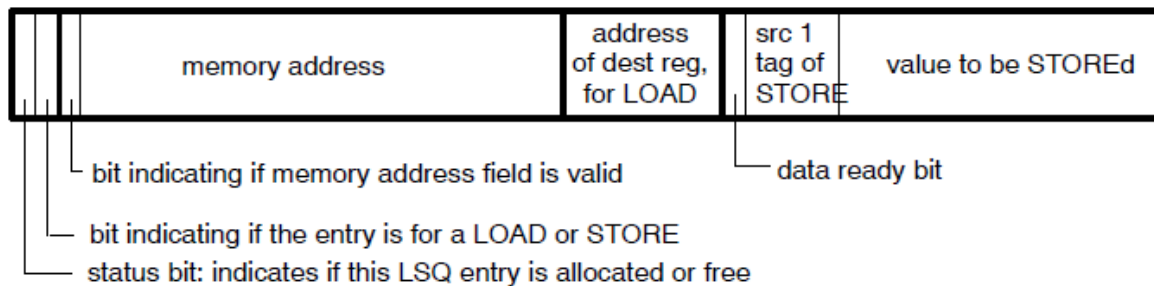 memory address
address
of dest reg,
for LOAD
src 1
tag of
STORE
value to be STOREd
bit indicating if memory address field is valid
data ready bit
bit indicating if the entry is for a LOAD or STORE
status bit: indicates if this LSQ entry is allocated or free